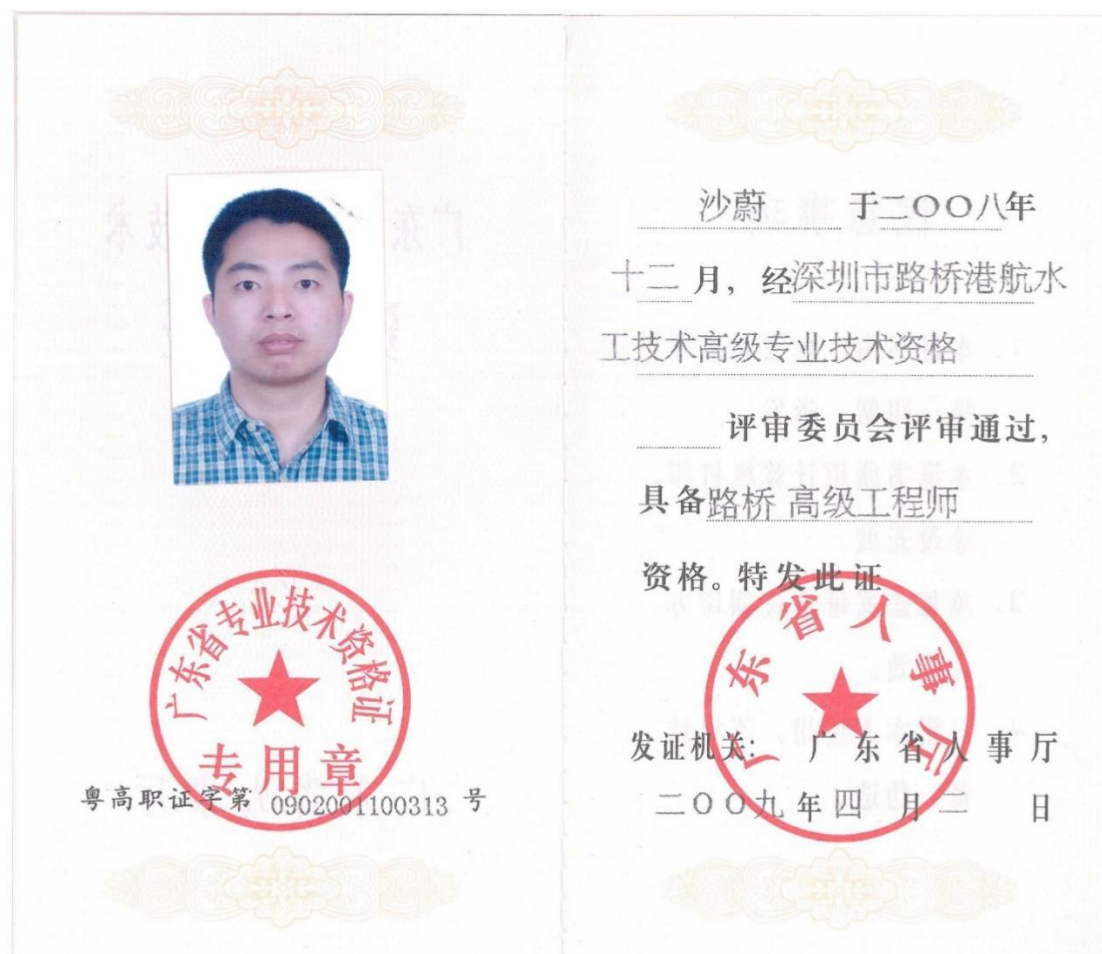 广东省专业技术资格证
专用章
粤高职证字第 0902001100313 号
沙蔚 于二〇〇八年
十二月，经深圳市路桥港航水
工技术高级专业技术资格
评审委员会评审通过，
具备路桥 高级工程师
资格。特发此证
广东省人事厅
发证机关： 广东省人事厅
二〇〇九年四月二日